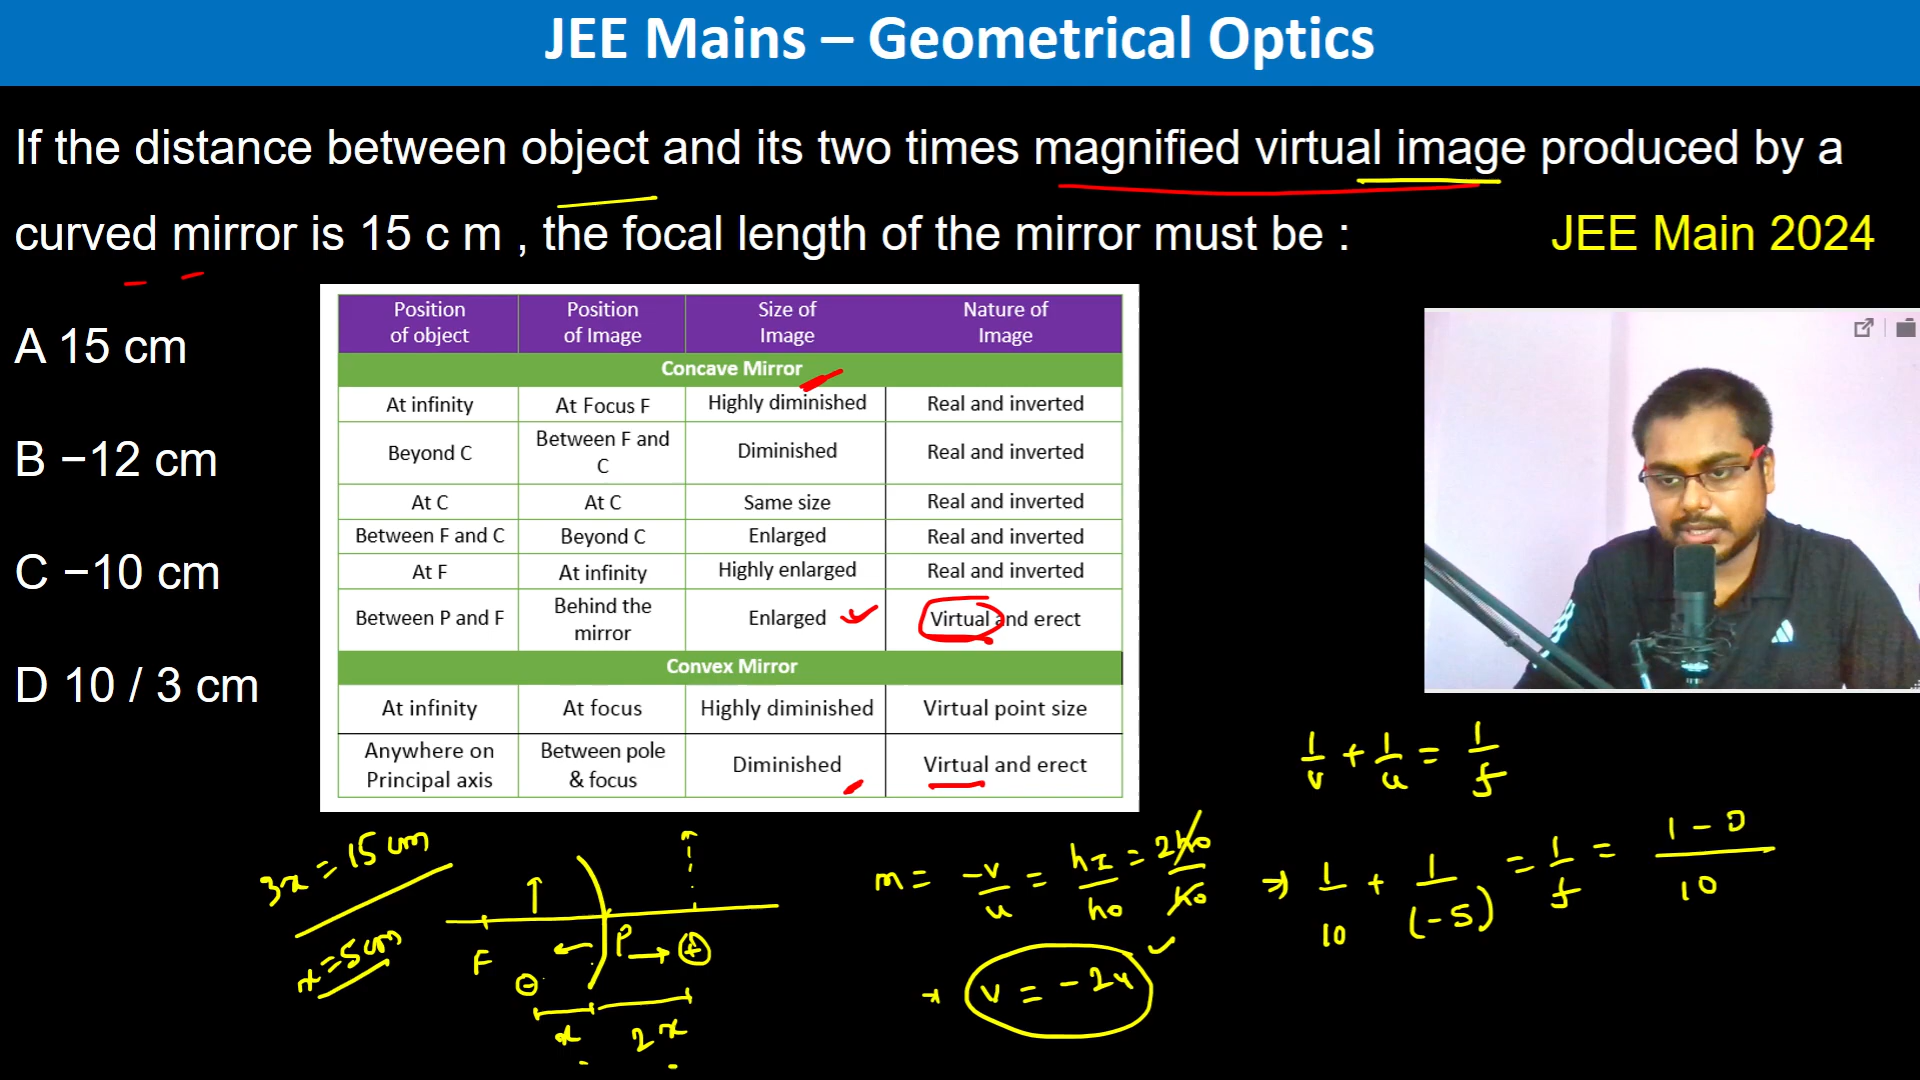 JEE Mains – Geometrical Optics
If the distance between object and its two times magnified virtual image produced by a
curved mirror is 15 c m , the focal length of the mirror must be :
JEE Main 2024
A 15 cm
B −12 cm
C −10 cm
D 10 / 3 cm
Position of object Position of Image Size of Image Nature of Image
Concave Mirror
At infinity At Focus F Highly diminished Real and inverted
Beyond C Between F and C Diminished Real and inverted
At C At C Same size Real and inverted
Between F and C Beyond C Enlarged Real and inverted
At F At infinity Highly enlarged Real and inverted
Between P and F Behind the mirror Enlarged Virtual and erect
Convex Mirror
At infinity At focus Highly diminished Virtual point size
Anywhere on Principal axis Between pole & focus Diminished Virtual and erect
1/v + 1/u = 1/f
3x = 15 cm
x = 5 cm
F P
⊖ ⊕
x 2x
m = -v/u = hI/ho = 2ho/ho
v = -2u
⇒ 1/10 + 1/(-5) = 1/f =